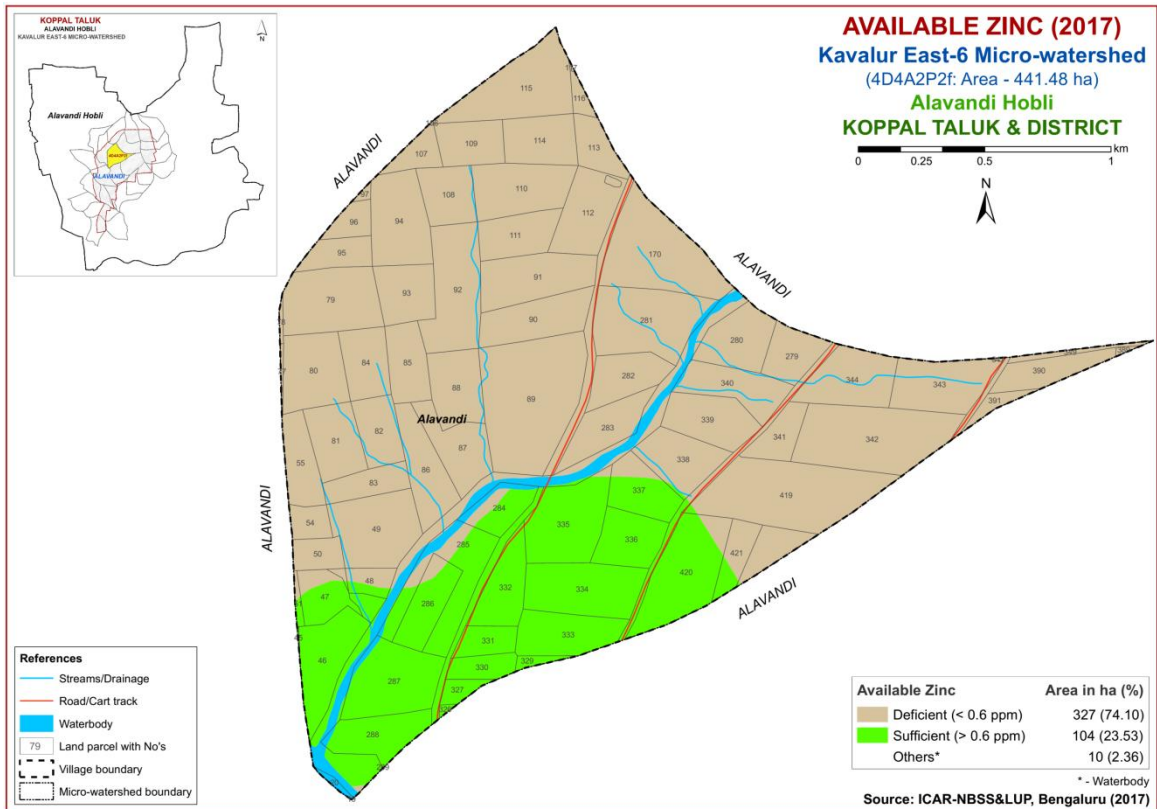 KOPPAL TALUK
ALAVANDI HOBLI
KAVALUR EAST-6 MICRO-WATERSHED
N
Alavandi Hobli
4D4A2P2f
ALAVANDI
AVAILABLE ZINC (2017)
Kavalur East-6 Micro-watershed
(4D4A2P2f: Area - 441.48 ha)
Alavandi Hobli
KOPPAL TALUK & DISTRICT
km
0 0.25 0.5 1
N
115
116
109
114
113
107
ALAVANDI
108
110
112
96
94
111
95
170
ALAVANDI
91
79
93
92
90
281
280
279
84
85
80
282
340
344
343
390
88
89
391
Alavandi
283
339
341
342
81
82
87
338
55
86
83
337
419
284
54
49
335
ALAVANDI
336
50
285
421
48
420
47
286
332
334
ALAVANDI
46
331
333
330
329
287
327
288
References
Streams/Drainage
Road/Cart track
Waterbody
79 Land parcel with No's
Village boundary
Micro-watershed boundary
Available Zinc Area in ha (%)
Deficient (< 0.6 ppm) 327 (74.10)
Sufficient (> 0.6 ppm) 104 (23.53)
Others* 10 (2.36)
* - Waterbody
Source: ICAR-NBSS&LUP, Bengaluru (2017)